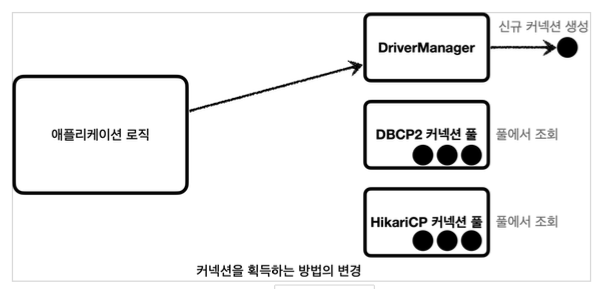 신규 커넥션 생성
DriverManager
애플리케이션 로직
DBCP2 커넥션 풀
풀에서 조회
HikariCP 커넥션 풀
풀에서 조회
커넥션을 획득하는 방법의 변경